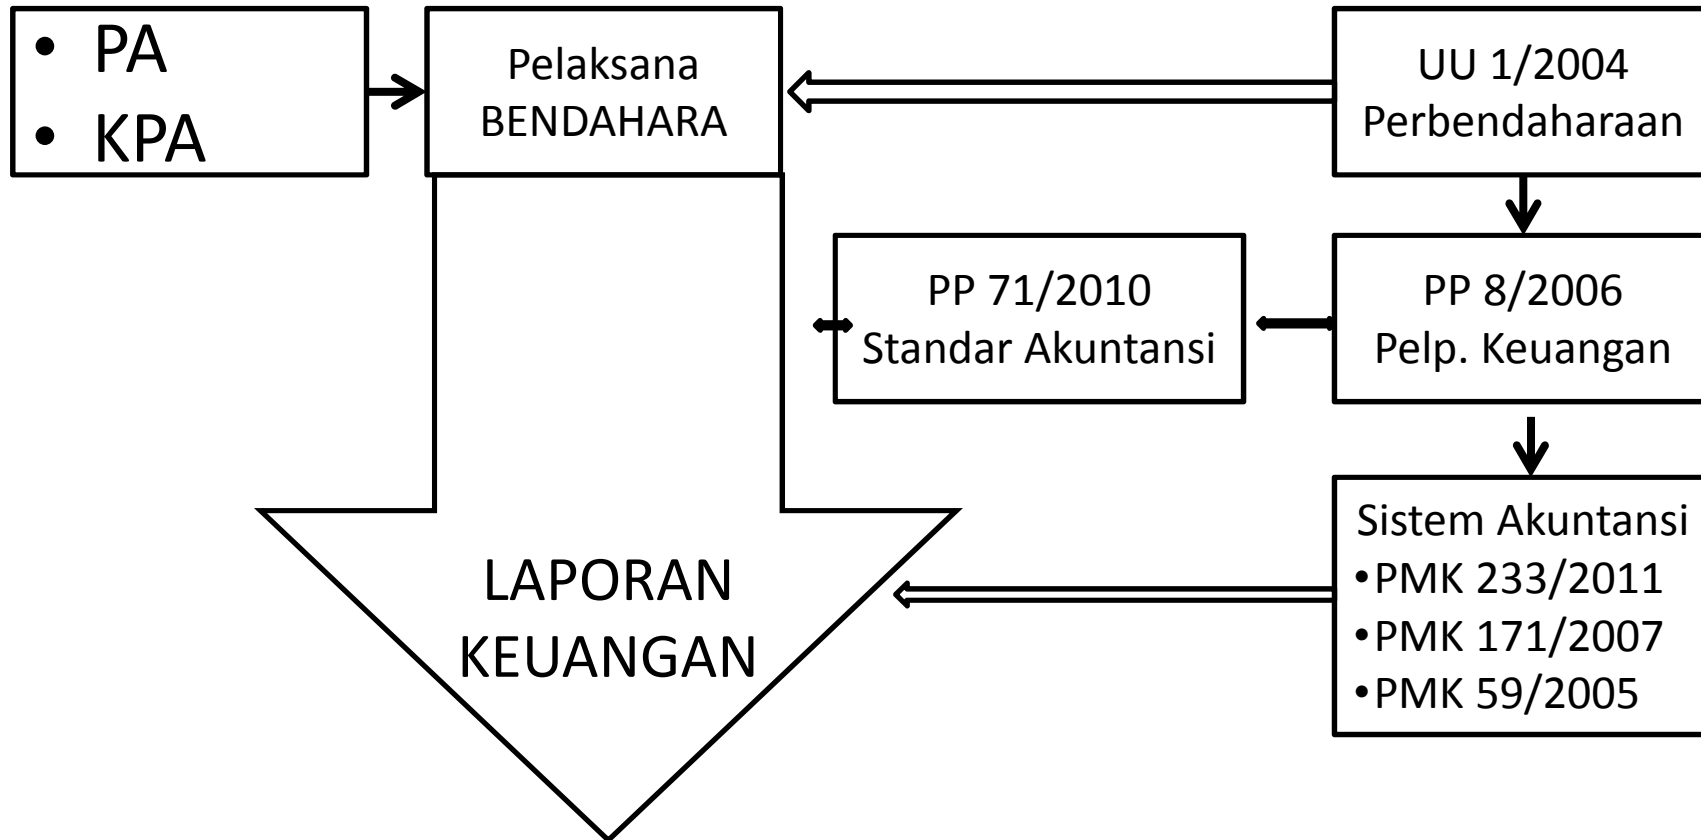 • PA
• KPA
Pelaksana
BENDAHARA
UU 1/2004
Perbendaharaan
PP 71/2010
Standar Akuntansi
PP 8/2006
Pelp. Keuangan
LAPORAN
KEUANGAN
Sistem Akuntansi
•PMK 233/2011
•PMK 171/2007
•PMK 59/2005